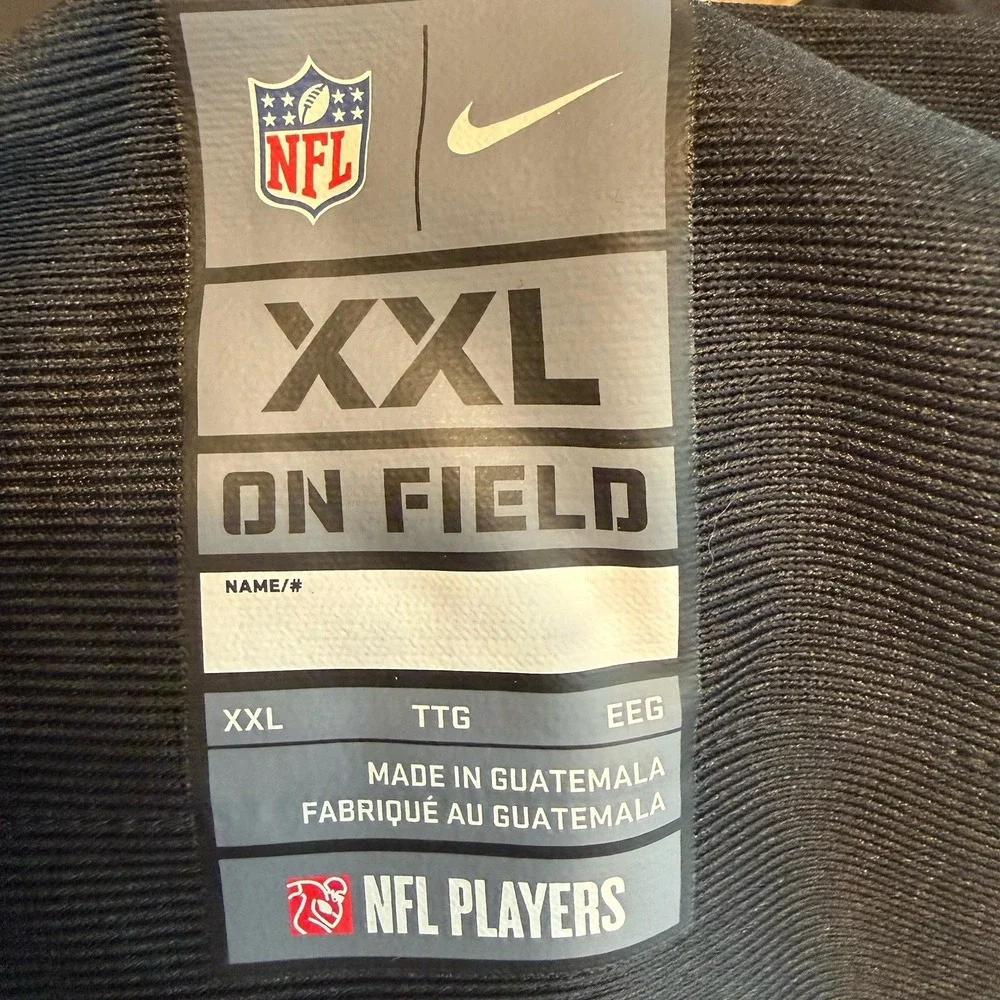 NFL
XXL
ON FIELD
NAME/#
XXL TTG EEG
MADE IN GUATEMALA
FABRIQUÉ AU GUATEMALA
NFL PLAYERS